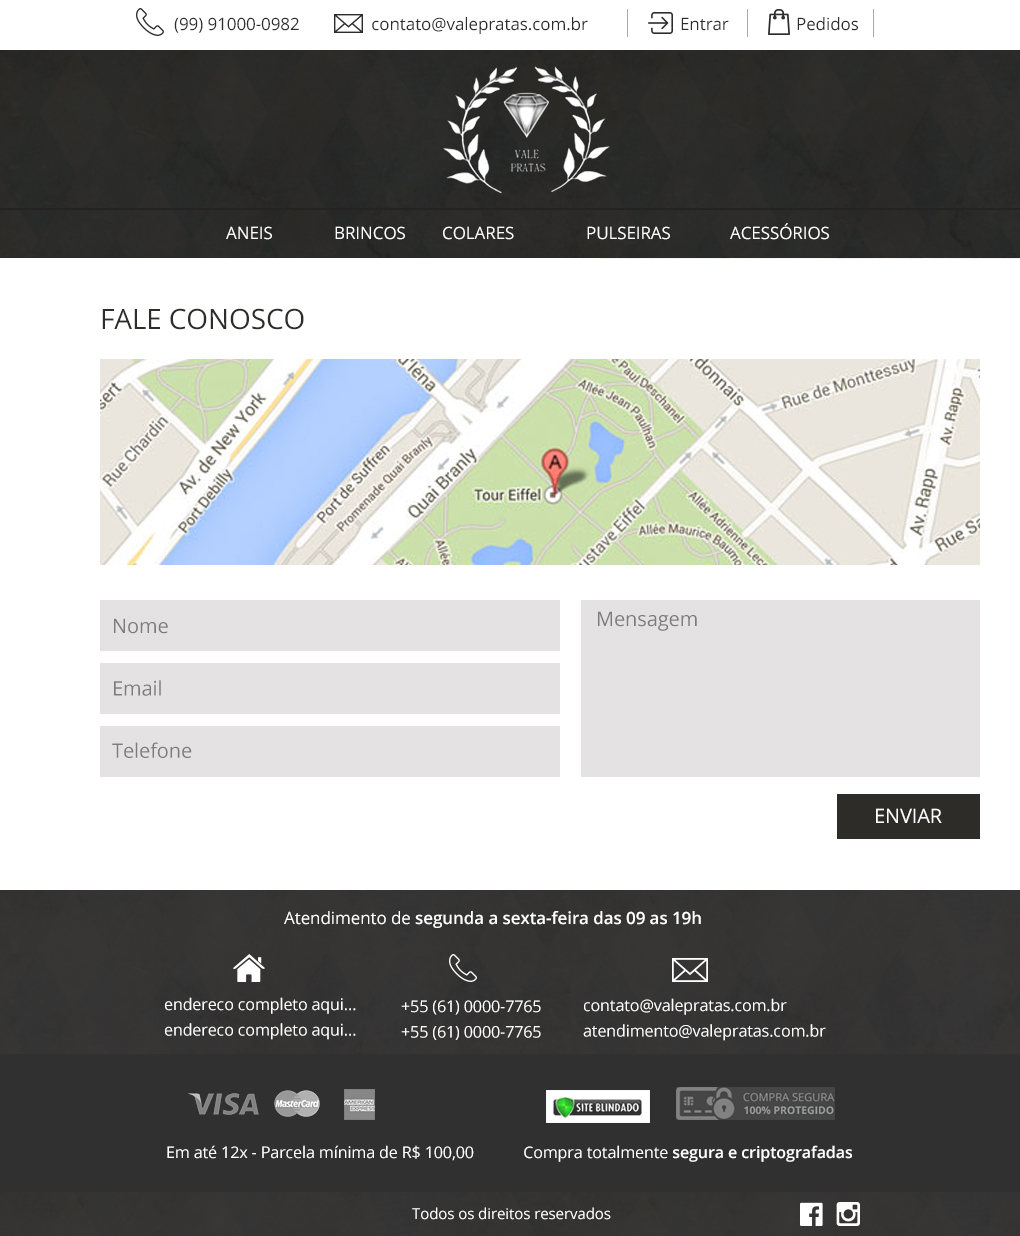 (99) 91000-0982
contato@valepratas.com.br
Entrar
Pedidos
VALE
PRATAS
ANEIS
BRINCOS
COLARES
PULSEIRAS
ACESSÓRIOS
FALE CONOSCO
sert
Rue Chardin
Av. de New York
Port Debilly
d'Iéna
Port de Suffren
Promenade Quai Branly
Quai Branly
Tour Eiffel
A
Allée Paul Deschanel
Allée Jean Paulhan
donnais
Rue de Monttessuy
Av. Rapp
Av. Rapp
Rue Sa
ustave Eiffel
Allée Adrienne Lec
Allée Maurice Baumo
Nome
Mensagem
Email
Telefone
ENVIAR
Atendimento de segunda a sexta-feira das 09 as 19h
endereco completo aqui...
endereco completo aqui...
+55 (61) 0000-7765
+55 (61) 0000-7765
contato@valepratas.com.br
atendimento@valepratas.com.br
VISA
MasterCard
AMERICAN
EXPRESS
SITE BLINDADO
COMPRA SEGURA
100% PROTEGIDO
Em até 12x - Parcela mínima de R$ 100,00
Compra totalmente segura e criptografadas
Todos os direitos reservados